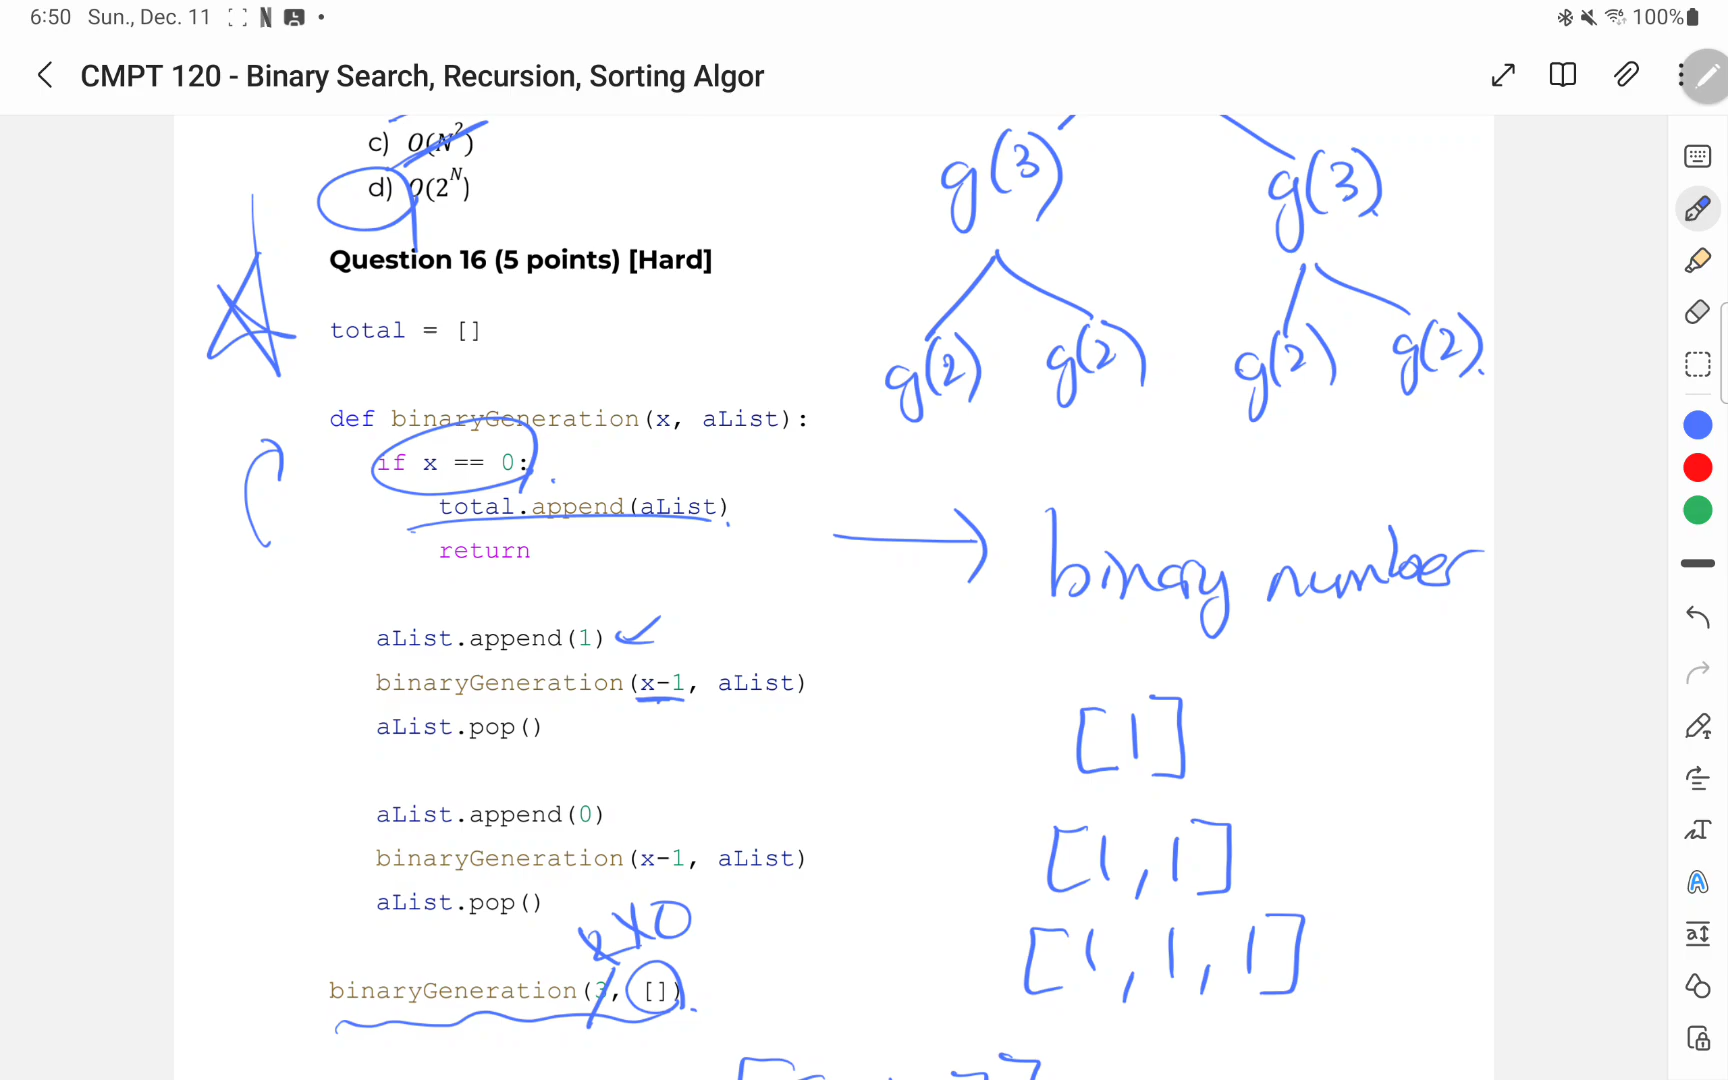 6:50 Sun., Dec. 11 N 100%
CMPT 120 - Binary Search, Recursion, Sorting Algor
c) O(N²)
d) O(2ᴺ)
g(3) g(3)
Question 16 (5 points) [Hard]
total = []
g(2) g(2) g(2) g(2)
def binaryGeneration(x, aList):
if x == 0:
total.append(aList)
return
→ binary number
aList.append(1)
binaryGeneration(x-1, aList)
aList.pop()
[1]
aList.append(0)
binaryGeneration(x-1, aList)
aList.pop()
[1,1]
[1,1,1]
0
binaryGeneration(3, [])